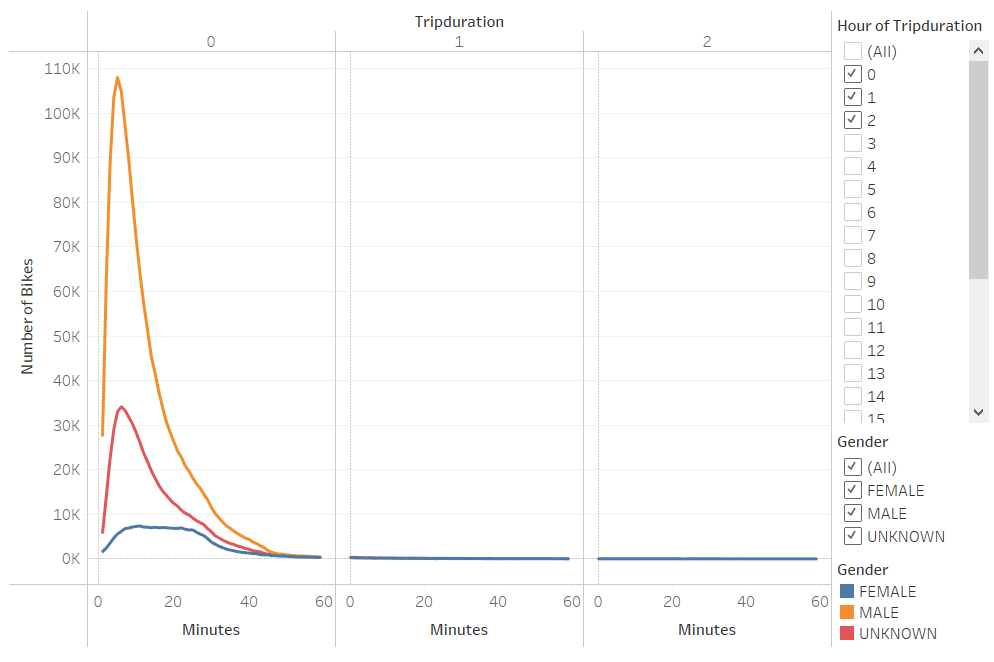 Tripduration
0 1 2
110K
100K
90K
80K
70K
60K
50K
40K
30K
20K
10K
0K
Number of Bikes
0 20 40 60 0 20 40 60 0 20 40 60
Minutes Minutes Minutes
Hour of Tripduration
(All)
0
1
2
3
4
5
6
7
8
9
10
11
12
13
14
15
Gender
(All)
FEMALE
MALE
UNKNOWN
Gender
FEMALE
MALE
UNKNOWN